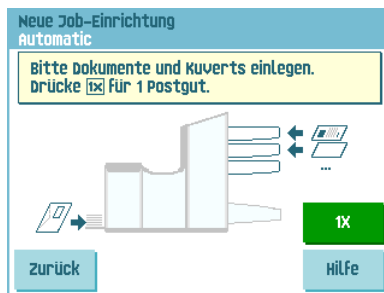 Neue Job-Einrichtung
Automatic
Bitte Dokumente und Kuverts einlegen.
Drücke 1x für 1 Postgut.
...
1X
Zurück
Hilfe